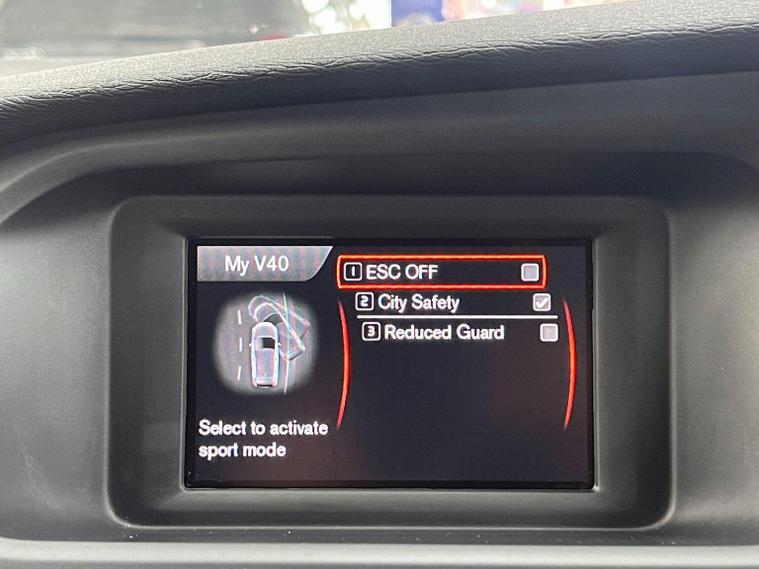 My V40
1 ESC OFF
2 City Safety
3 Reduced Guard
Select to activate
sport mode